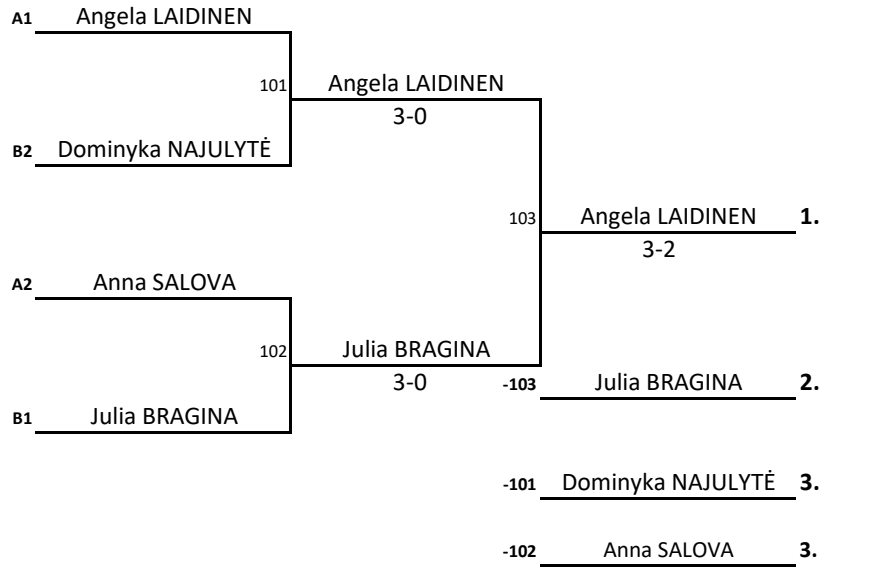 A1 Angela LAIDINEN
101 Angela LAIDINEN
3-0
B2 Dominyka NAJULYTĖ
103 Angela LAIDINEN 1.
3-2
A2 Anna SALOVA
102 Julia BRAGINA
3-0
-103 Julia BRAGINA 2.
B1 Julia BRAGINA
-101 Dominyka NAJULYTĖ 3.
-102 Anna SALOVA 3.